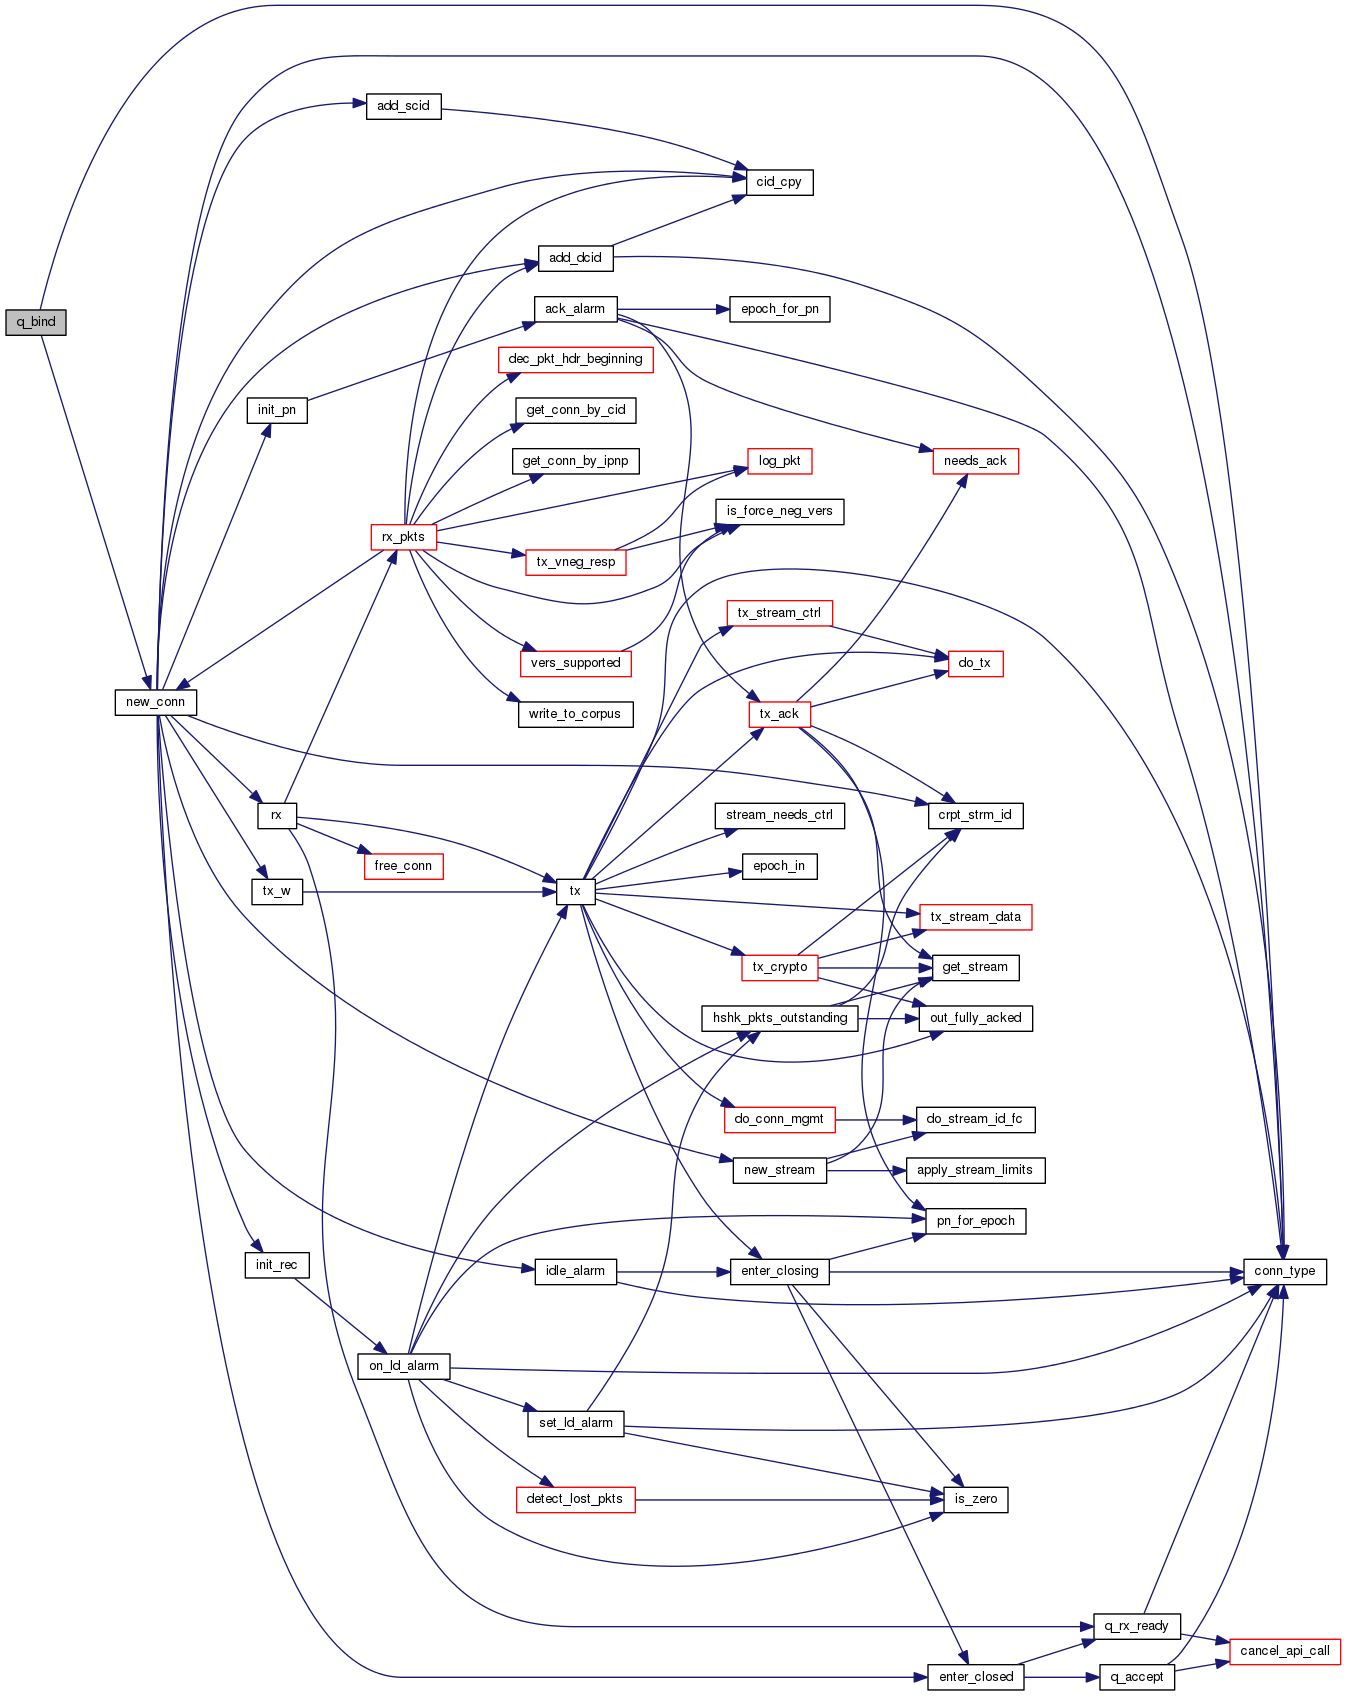 add_scid
cid_cpy
add_dcid
ack_alarm
epoch_for_pn
q_bind
dec_pkt_hdr_beginning
init_pn
get_conn_by_cid
get_conn_by_ipnp
log_pkt
needs_ack
is_force_neg_vers
rx_pkts
tx_vneg_resp
tx_stream_ctrl
vers_supported
do_tx
new_conn
write_to_corpus
tx_ack
rx
stream_needs_ctrl
crpt_strm_id
free_conn
epoch_in
tx_w
tx
tx_stream_data
tx_crypto
get_stream
hshk_pkts_outstanding
out_fully_acked
do_conn_mgmt
do_stream_id_fc
new_stream
apply_stream_limits
pn_for_epoch
init_rec
idle_alarm
enter_closing
conn_type
on_ld_alarm
set_ld_alarm
detect_lost_pkts
is_zero
q_rx_ready
cancel_api_call
enter_closed
q_accept